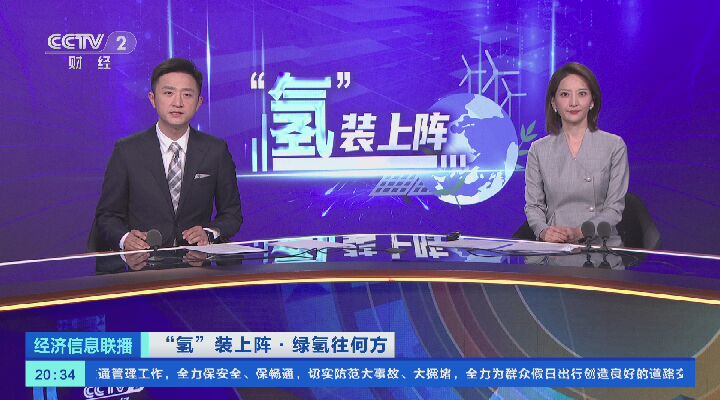 CCTV 2
财经
“氢”装上阵
经济信息联播
“氢”装上阵·绿氢往何方
20:34
通管理工作，全力保安全、保畅通，切实防范大事故、大拥堵，全力为群众假日出行创造良好的道路交